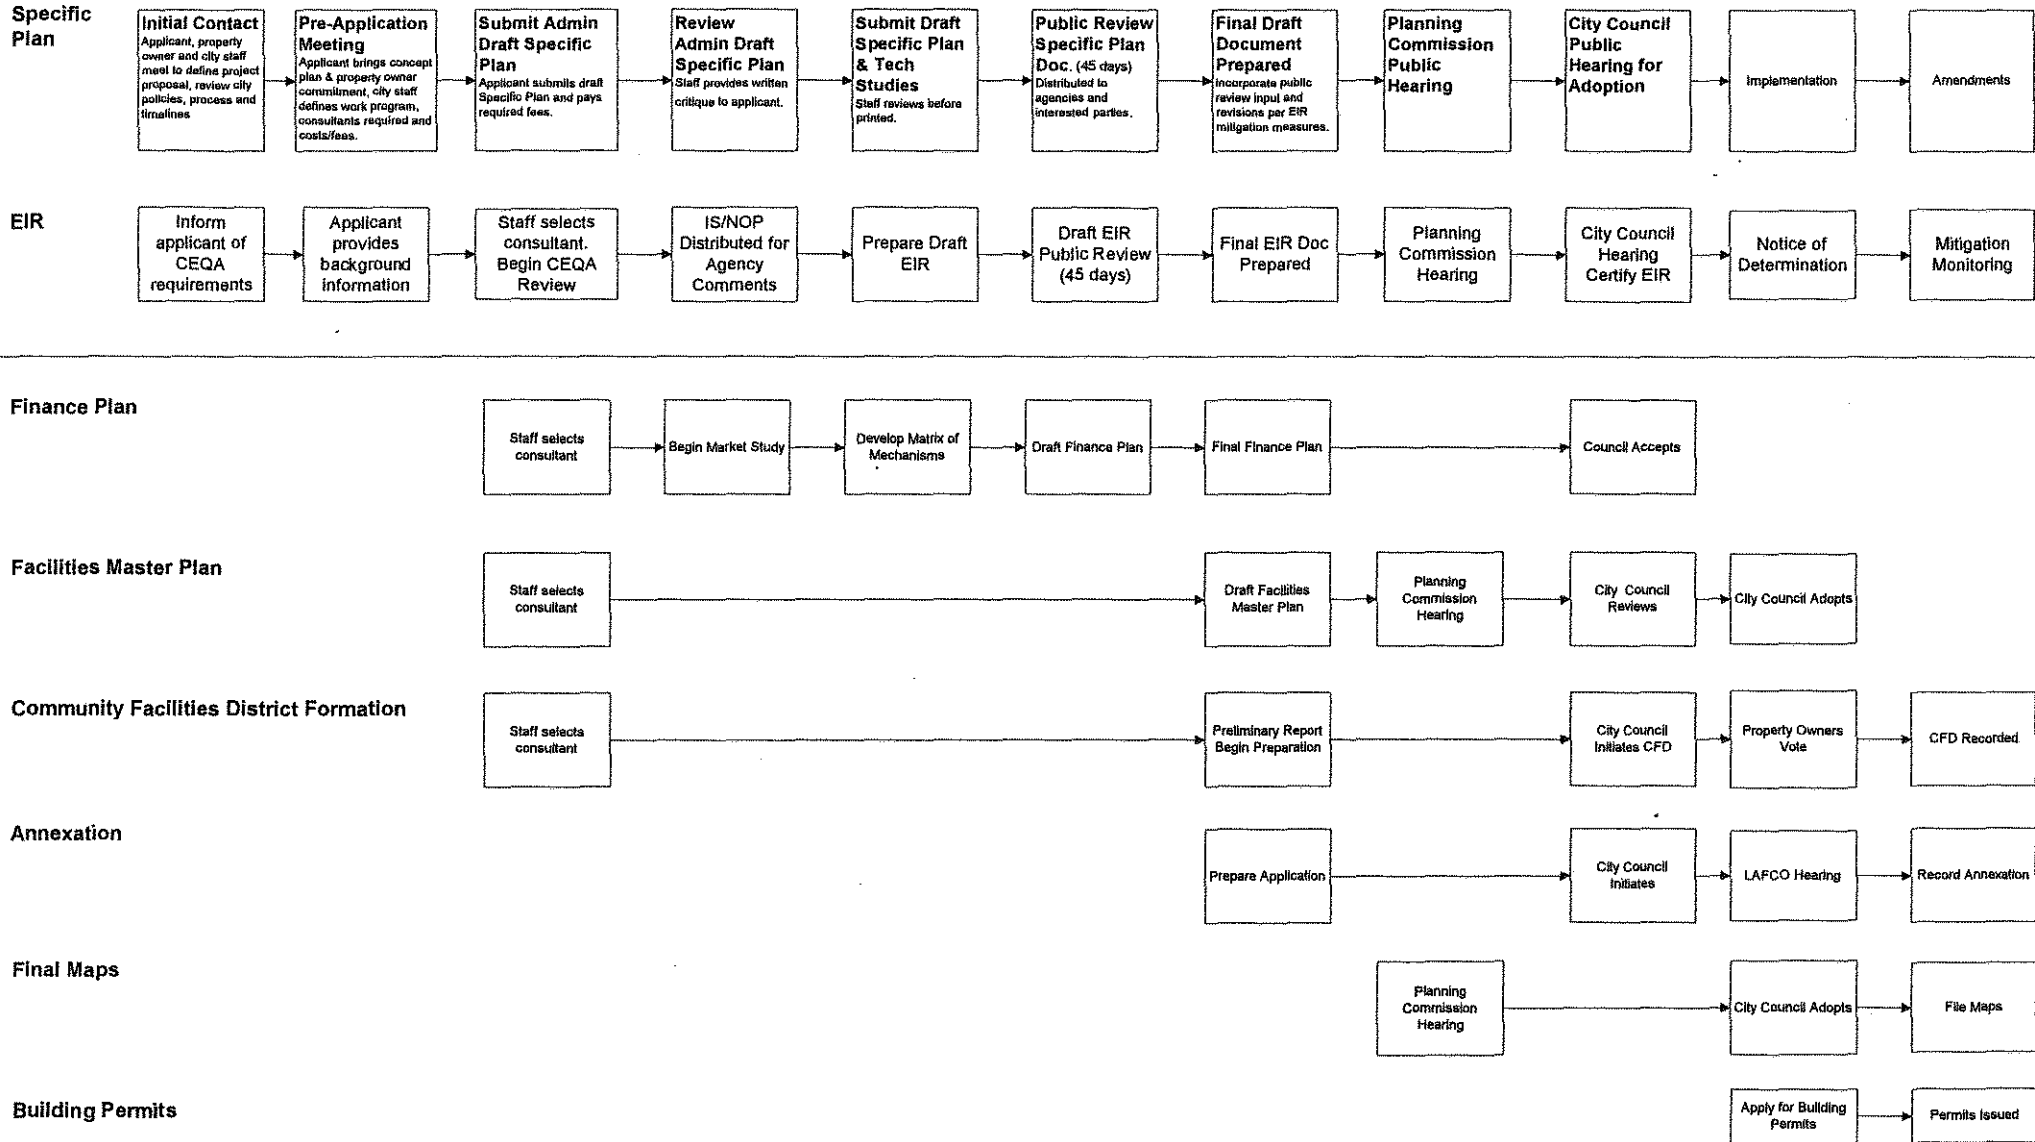 Specific
Plan
Initial Contact
Applicant, property
owner and city staff
meet to define project
proposal, review city
policies, process and
timelines
Pre-Application
Meeting
Applicant brings concept
plan & property owner
commitment, city staff
defines work program,
consultants required and
costs/fees.
Submit Admin
Draft Specific
Plan
Applicant submits draft
Specific Plan and pays
required fees.
Review
Admin Draft
Specific Plan
Staff provides written
critique to applicant.
Submit Draft
Specific Plan
& Tech
Studies
Staff reviews before
printed.
Public Review
Specific Plan
Doc. (45 days)
Distributed to
agencies and
interested parties.
Final Draft
Document
Prepared
Incorporate public
review input and
revisions per EIR
mitigation measures.
Planning
Commission
Public
Hearing
City Council
Public
Hearing for
Adoption
Implementation
Amendments
EIR
Inform
applicant of
CEQA
requirements
Applicant
provides
background
information
Staff selects
consultant.
Begin CEQA
Review
IS/NOP
Distributed for
Agency
Comments
Prepare Draft
EIR
Draft EIR
Public Review
(45 days)
Final EIR Doc
Prepared
Planning
Commission
Hearing
City Council
Hearing
Certify EIR
Notice of
Determination
Mitigation
Monitoring
Finance Plan
Staff selects
consultant
Begin Market Study
Develop Matrix of
Mechanisms
Draft Finance Plan
Final Finance Plan
Council Accepts
Facilities Master Plan
Staff selects
consultant
Draft Facilities
Master Plan
Planning
Commission
Hearing
City Council
Reviews
City Council Adopts
Community Facilities District Formation
Staff selects
consultant
Preliminary Report
Begin Preparation
City Council
Initiates CFD
Property Owners
Vote
CFD Recorded
Annexation
Prepare Application
City Council
Initiates
LAFCO Hearing
Record Annexation
Final Maps
Planning
Commission
Hearing
City Council Adopts
File Maps
Building Permits
Apply for Building
Permits
Permits Issued